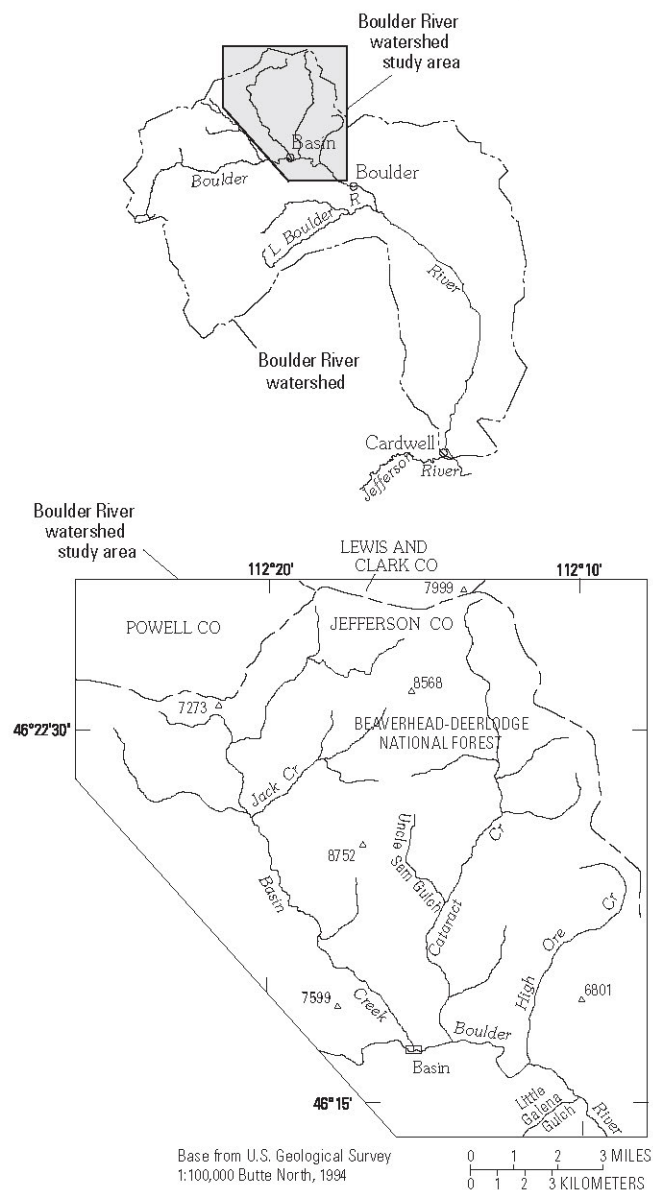 Boulder River
watershed
study area
Basin
Boulder
Boulder
R
L Boulder
River
Boulder River
watershed
Cardwell
Jefferson
River
Boulder River
watershed
study area
LEWIS AND
CLARK CO
112°20'
7999
112°10'
POWELL CO
JEFFERSON CO
8568
7273
46°22'30"
BEAVERHEAD-DEERLODGE
NATIONAL FOREST
Jack Cr
Uncle
Sam Gulch
Cr
8752
Basin
Cataract
Cr
Ore
High
7599
Creek
6801
Boulder
Basin
46°15'
Little
Galena
Gulch
River
Base from U.S. Geological Survey
1:100,000 Butte North, 1994
0 1 2 3 MILES
0 1 2 3 KILOMETERS